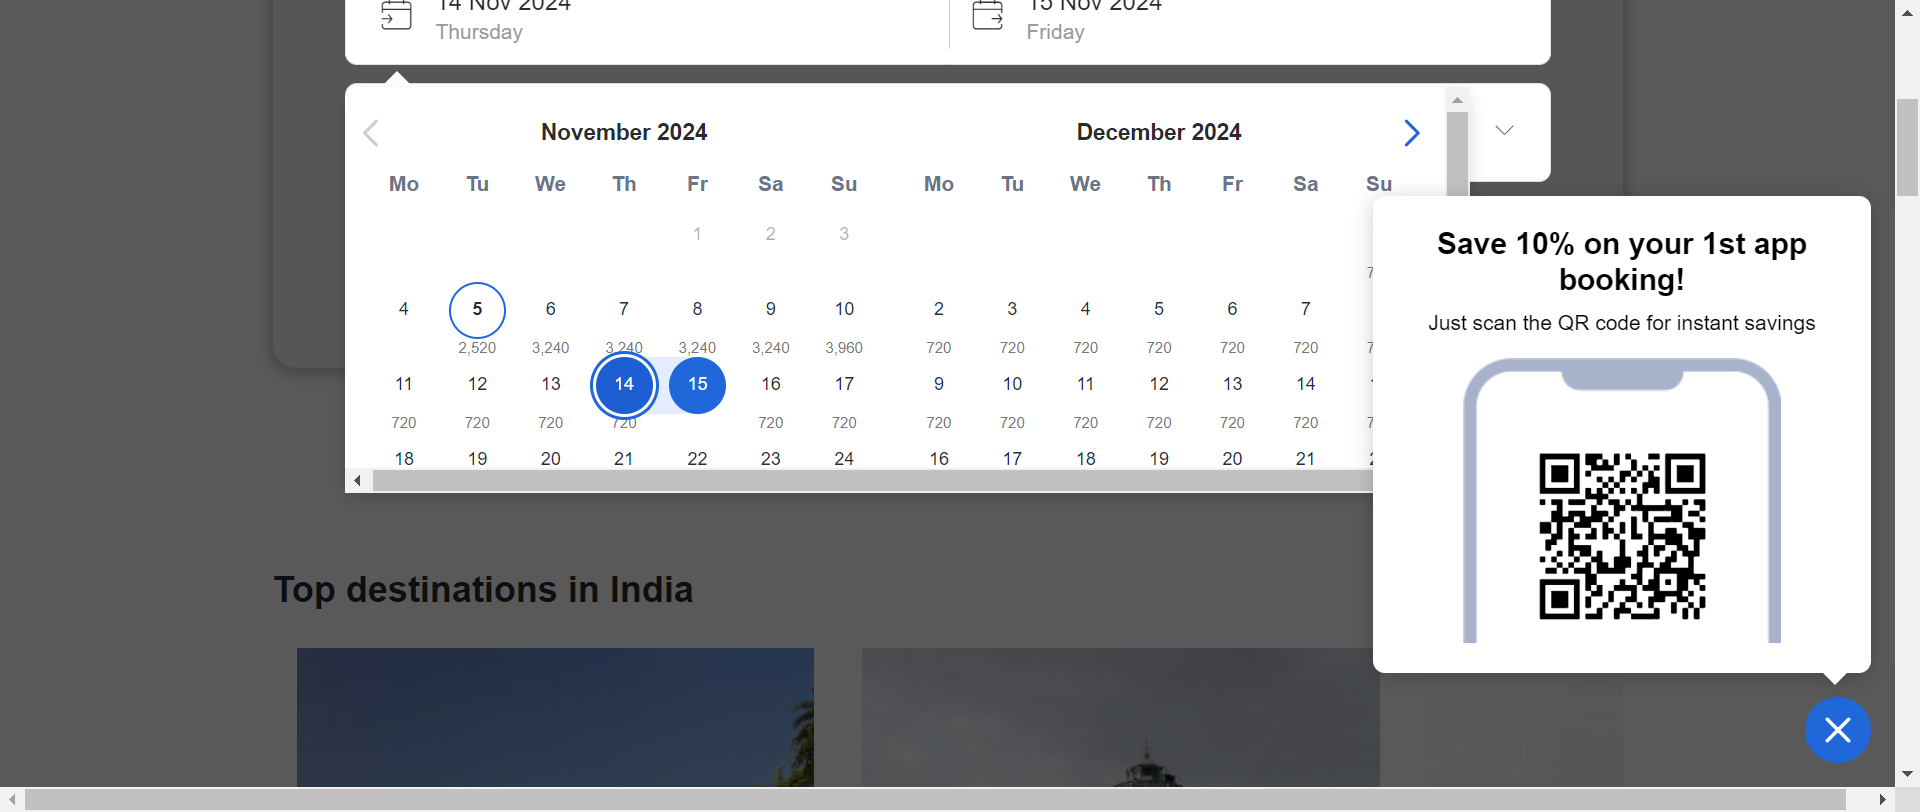 14 Nov 2024 15 Nov 2024
Thursday Friday
November 2024 December 2024
Mo Tu We Th Fr Sa Su Mo Tu We Th Fr Sa Su
1 2 3
Save 10% on your 1st app
booking!
Just scan the QR code for instant savings
4 5 6 7 8 9 10 2 3 4 5 6 7
2,520 3,240 3,240 3,240 3,240 3,960 720 720 720 720 720 720
11 12 13 14 15 16 17 9 10 11 12 13 14
720 720 720 720 720 720 720 720 720 720 720 720
18 19 20 21 22 23 24 16 17 18 19 20 21
Top destinations in India